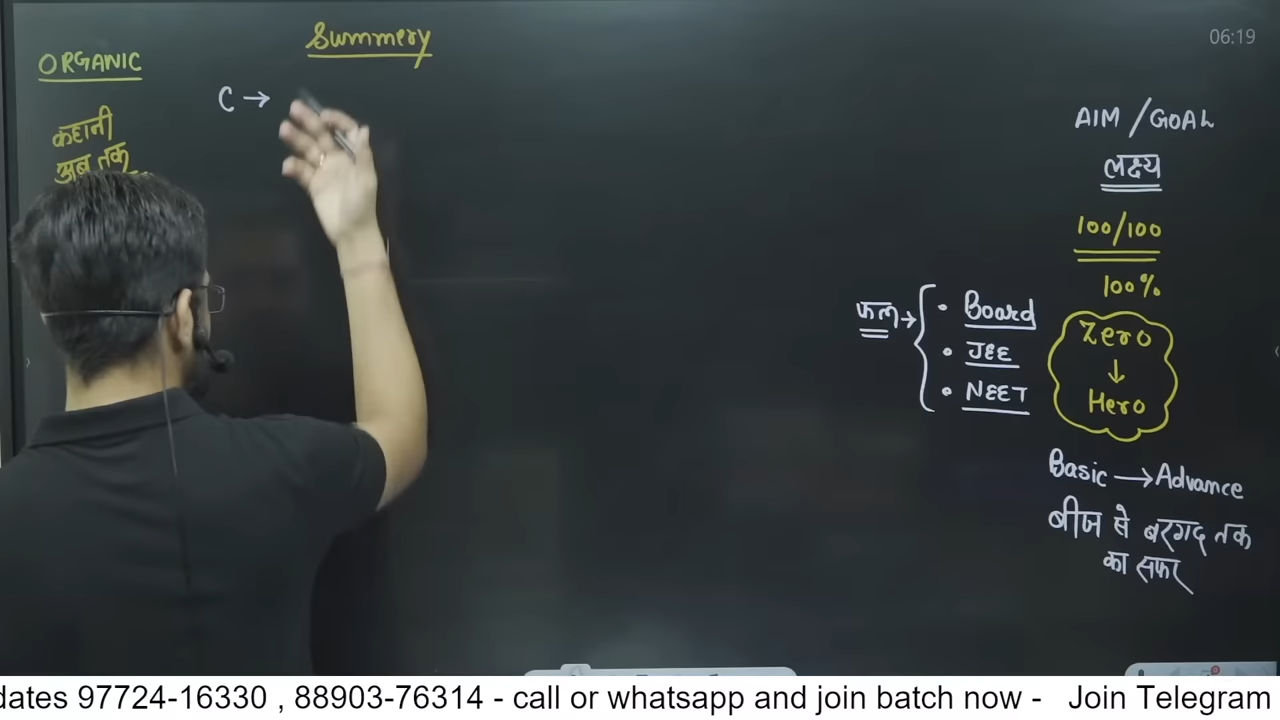 Summery
ORGANIC
06:19
C →
कहानी
अब तक
AIM / GOAL
लक्ष्य
100/100
100%
फल →
• Board
• JEE
• NEET
Zero
↓
Hero
Basic → Advance
बीज से बरगद तक
का सफर
dates 97724-16330 , 88903-76314 - call or whatsapp and join batch now - Join Telegram